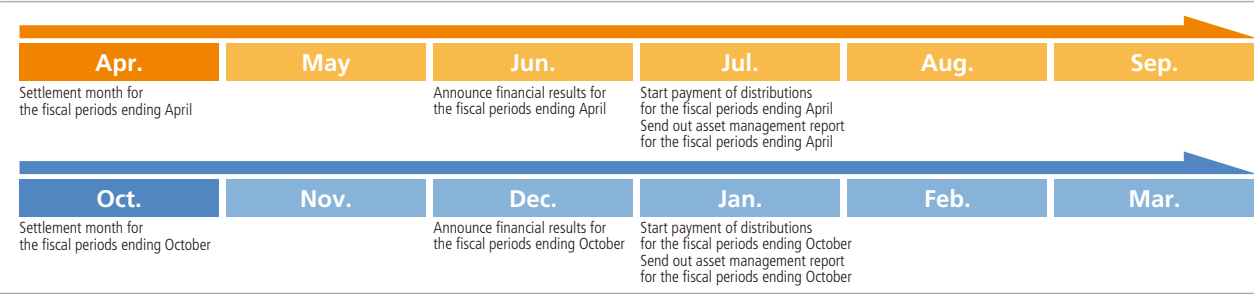 Apr. May Jun. Jul. Aug. Sep.
Settlement month for
the fiscal periods ending April
Announce financial results for
the fiscal periods ending April
Start payment of distributions
for the fiscal periods ending April
Send out asset management report
for the fiscal periods ending April
Oct. Nov. Dec. Jan. Feb. Mar.
Settlement month for
the fiscal periods ending October
Announce financial results for
the fiscal periods ending October
Start payment of distributions
for the fiscal periods ending October
Send out asset management report
for the fiscal periods ending October